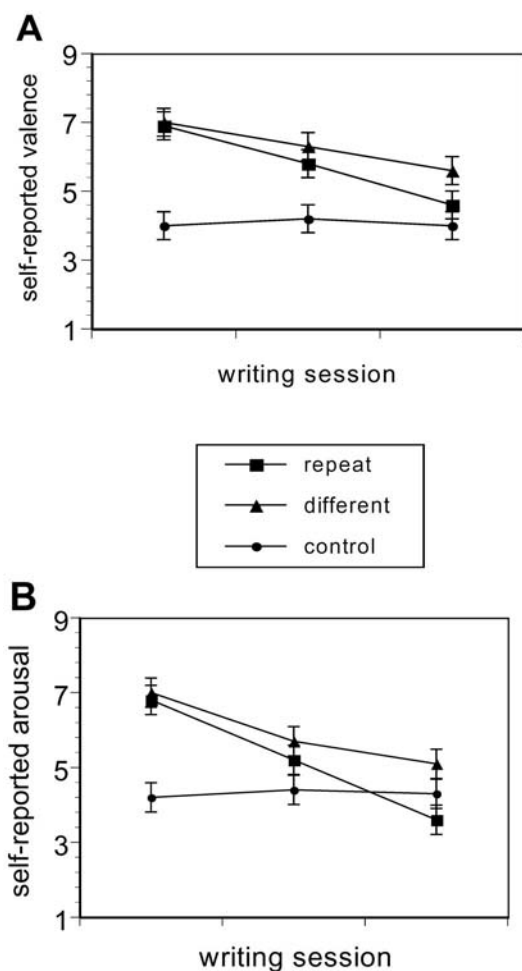 A
9
7
5
3
1
self-reported valence
writing session
repeat
different
control
B
9
7
5
3
1
self-reported arousal
writing session